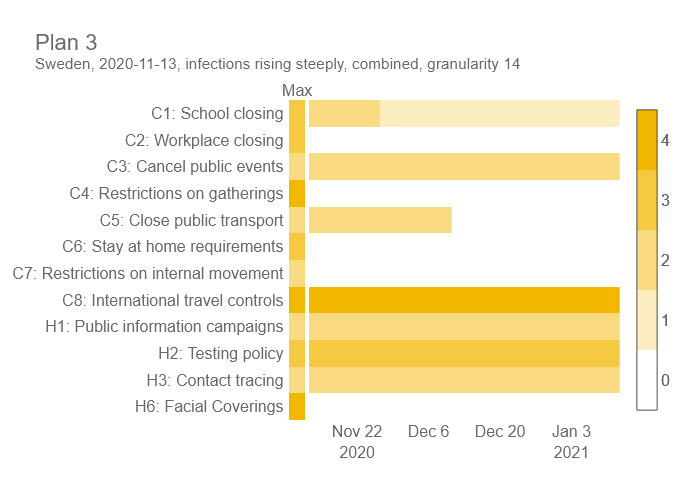 Plan 3
Sweden, 2020-11-13, infections rising steeply, combined, granularity 14
Max
C1: School closing
C2: Workplace closing
C3: Cancel public events
C4: Restrictions on gatherings
C5: Close public transport
C6: Stay at home requirements
C7: Restrictions on internal movement
C8: International travel controls
H1: Public information campaigns
H2: Testing policy
H3: Contact tracing
H6: Facial Coverings
4
3
2
1
0
Nov 22 Dec 6 Dec 20 Jan 3
2020 2021